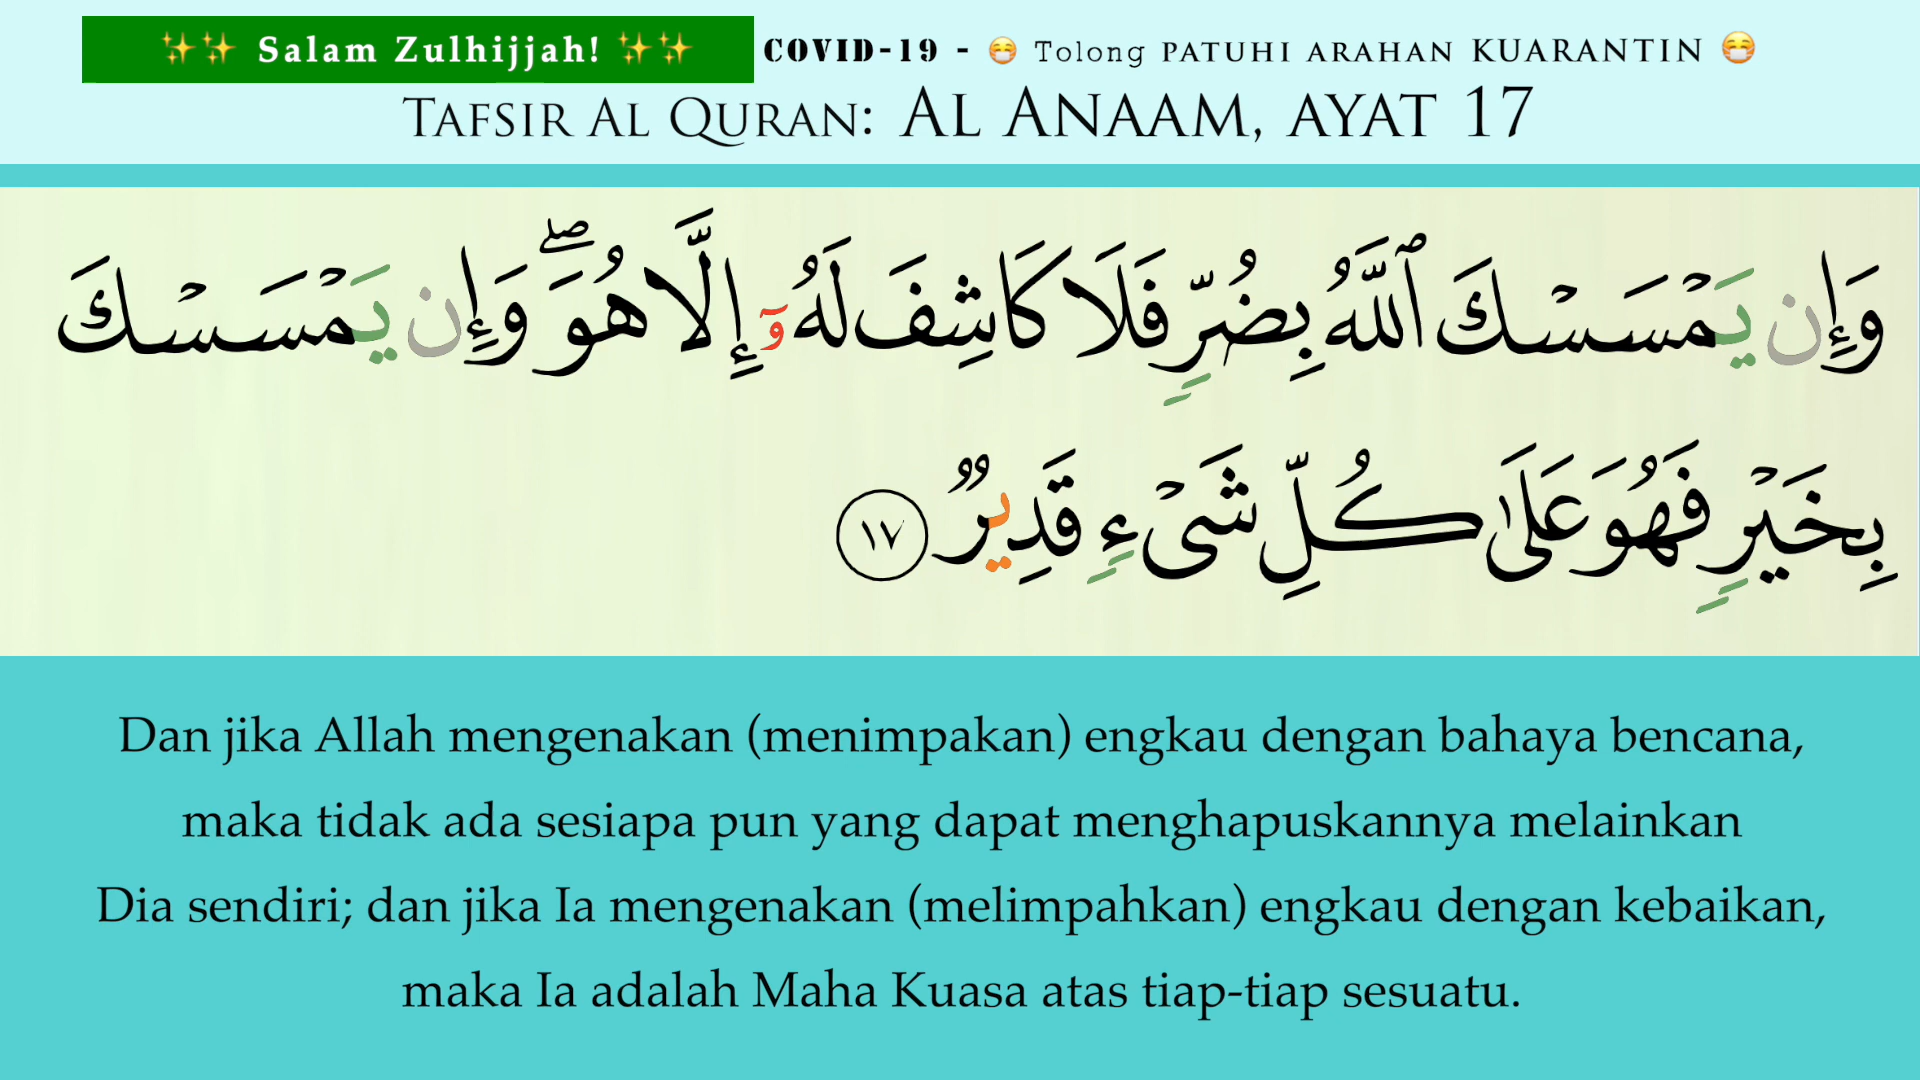 ✨✨ Salam Zulhijjah! ✨✨ COVID-19 - 😷 Tolong PATUHI ARAHAN KUARANTIN 😷
TAFSIR AL QURAN: AL ANAAM, AYAT 17
وَإِن يَمْسَسْكَ ٱللَّهُ بِضُرٍّ فَلَا كَاشِفَ لَهُۥٓ إِلَّا هُوَ ۖ وَإِن يَمْسَسْكَ
بِخَيْرٍ فَهُوَ عَلَىٰ كُلِّ شَىْءٍ قَدِيرٌ ١٧
Dan jika Allah mengenakan (menimpakan) engkau dengan bahaya bencana,
maka tidak ada sesiapa pun yang dapat menghapuskannya melainkan
Dia sendiri; dan jika Ia mengenakan (melimpahkan) engkau dengan kebaikan,
maka Ia adalah Maha Kuasa atas tiap-tiap sesuatu.